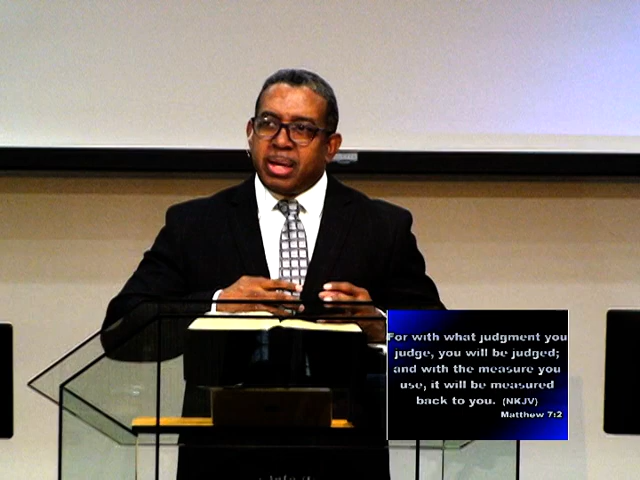 For with what judgment you
judge, you will be judged;
and with the measure you
use, it will be measured
back to you. (NKJV)
Matthew 7:2